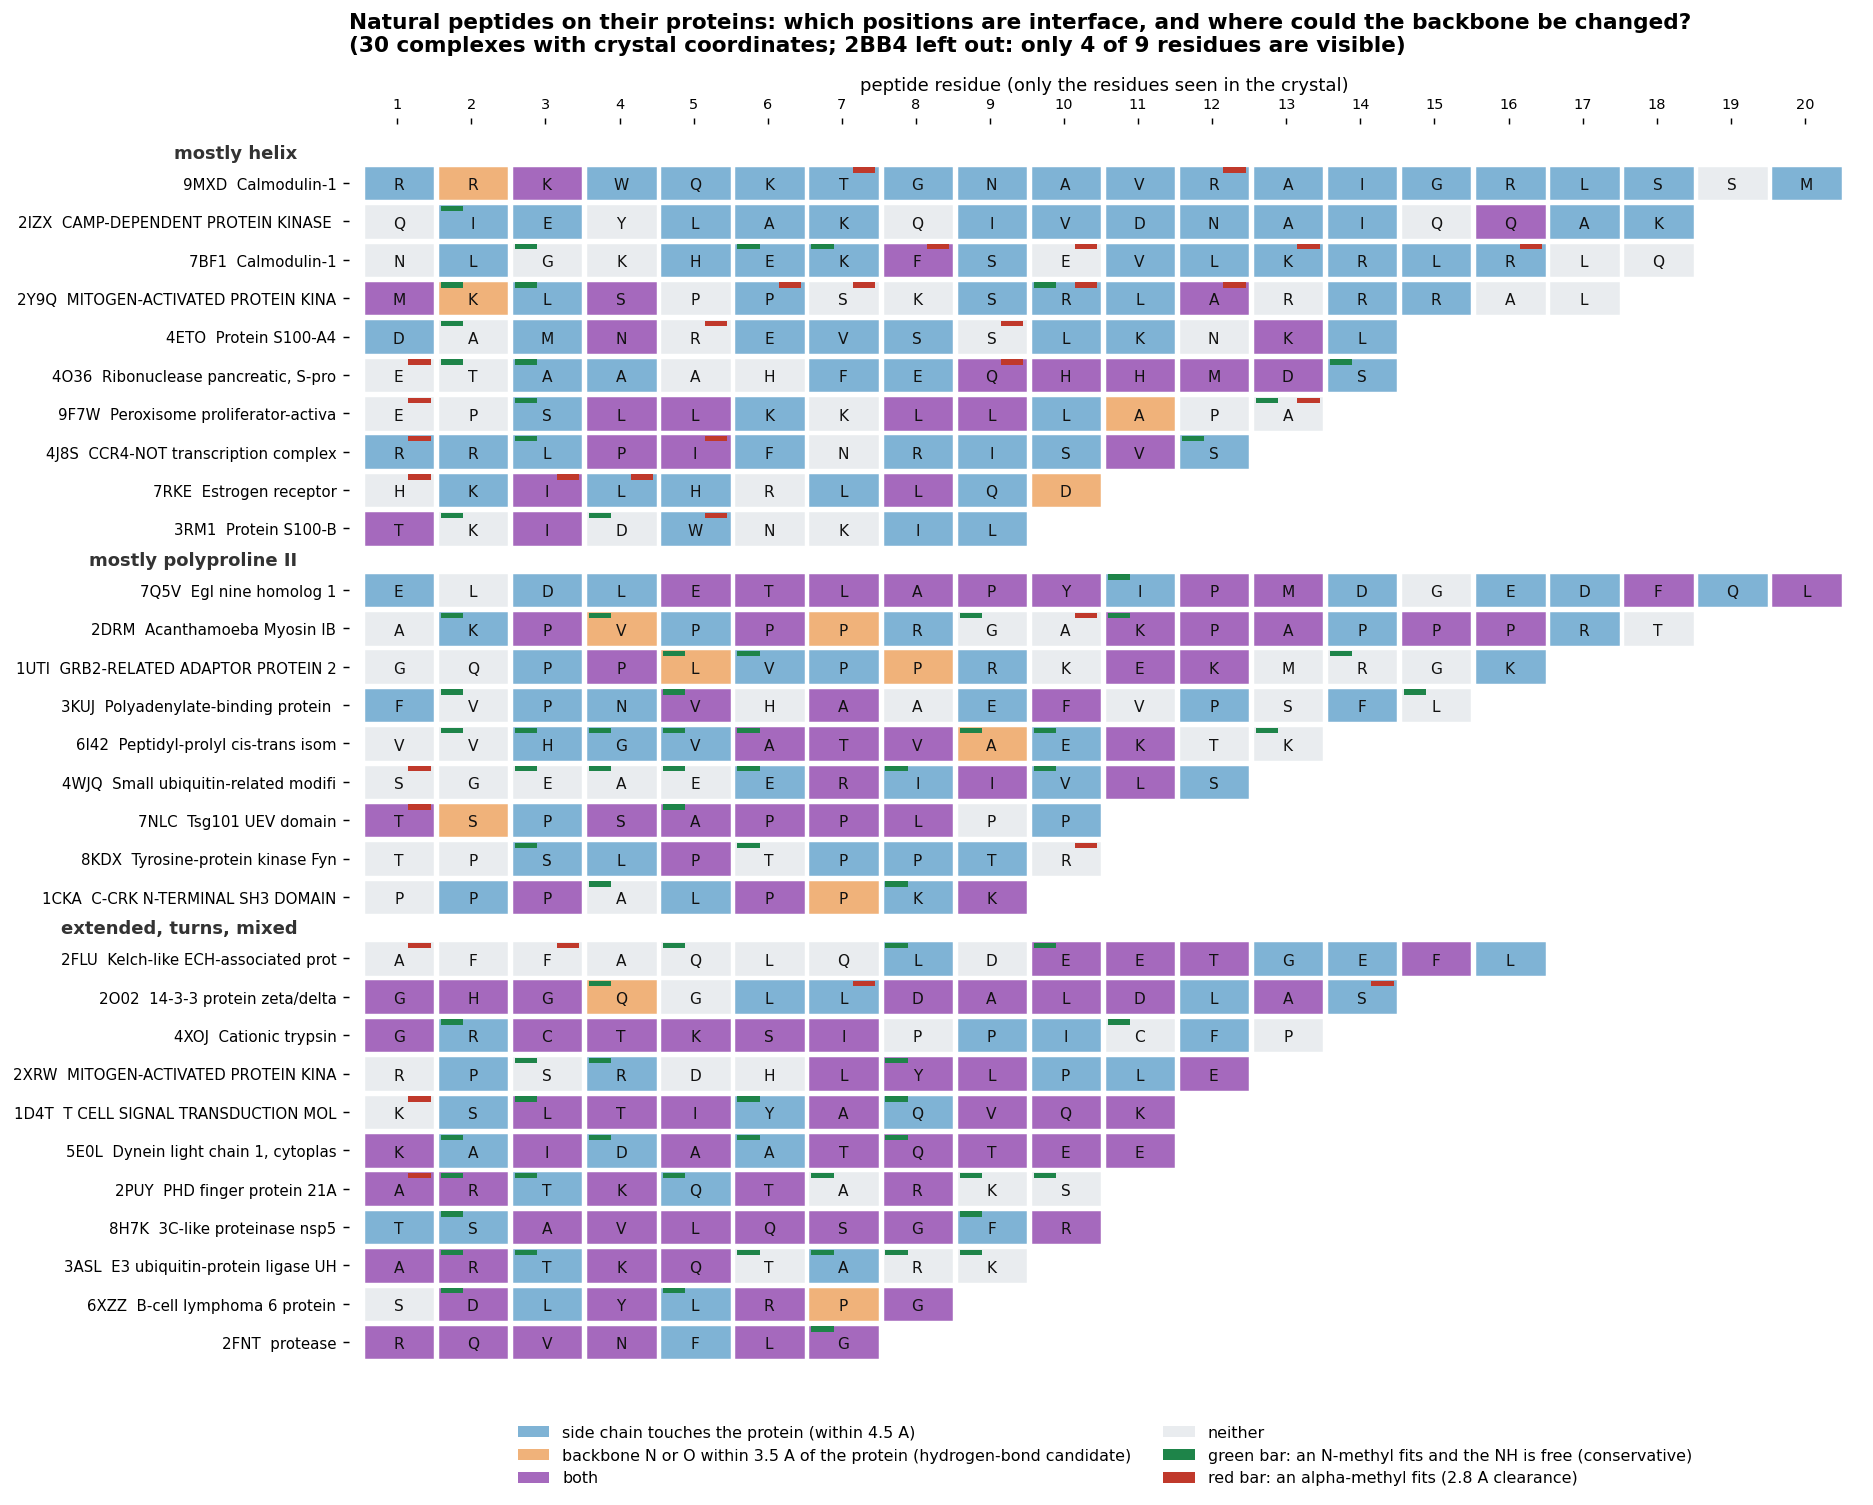 Natural peptides on their proteins: which positions are interface, and where could the backbone be changed?
(30 complexes with crystal coordinates; 2BB4 left out: only 4 of 9 residues are visible)
peptide residue (only the residues seen in the crystal)
1 2 3 4 5 6 7 8 9 10 11 12 13 14 15 16 17 18 19 20
mostly helix
9MXD Calmodulin-1 R R K W Q K T G N A V R A I G R L S S M
2IZX CAMP-DEPENDENT PROTEIN KINASE Q I E Y L A K Q I V D N A I Q Q A K
7BF1 Calmodulin-1 N L G K H E K F S E V L K R L R L Q
2Y9Q MITOGEN-ACTIVATED PROTEIN KINA M K L S P P S K S R L A R R R A L
4ETO Protein S100-A4 D A M N R E V S S L K N K L
4O36 Ribonuclease pancreatic, S-pro E T A A A H F E Q H H M D S
9F7W Peroxisome proliferator-activa E P S L L K K L L L A P A
4J8S CCR4-NOT transcription complex R R L P I F N R I S V S
7RKE Estrogen receptor H K I L H R L L Q D
3RM1 Protein S100-B T K I D W N K I L
mostly polyproline II
7Q5V Egl nine homolog 1 E L D L E T L A P Y I P M D G E D F Q L
2DRM Acanthamoeba Myosin IB A K P V P P P R G A K P A P P P R T
1UTI GRB2-RELATED ADAPTOR PROTEIN 2 G Q P P L V P P R K E K M R G K
3KUJ Polyadenylate-binding protein F V P N V H A A E F V P S F L
6I42 Peptidyl-prolyl cis-trans isom V V H G V A T V A E K T K
4WJQ Small ubiquitin-related modifi S G E A E E R I I V L S
7NLC Tsg101 UEV domain T S P S A P P L P P
8KDX Tyrosine-protein kinase Fyn T P S L P T P P T R
1CKA C-CRK N-TERMINAL SH3 DOMAIN P P P A L P P K K
extended, turns, mixed
2FLU Kelch-like ECH-associated prot A F F A Q L Q L D E E T G E F L
2O02 14-3-3 protein zeta/delta G H G Q G L L D A L D L A S
4XOJ Cationic trypsin G R C T K S I P P I C F P
2XRW MITOGEN-ACTIVATED PROTEIN KINA R P S R D H L Y L P L E
1D4T T CELL SIGNAL TRANSDUCTION MOL K S L T I Y A Q V Q K
5E0L Dynein light chain 1, cytoplas K A I D A A T Q T E E
2PUY PHD finger protein 21A A R T K Q T A R K S
8H7K 3C-like proteinase nsp5 T S A V L Q S G F R
3ASL E3 ubiquitin-protein ligase UH A R T K Q T A R K
6XZZ B-cell lymphoma 6 protein S D L Y L R P G
2FNT protease R Q V N F L G
side chain touches the protein (within 4.5 A)
backbone N or O within 3.5 A of the protein (hydrogen-bond candidate)
both
neither
green bar: an N-methyl fits and the NH is free (conservative)
red bar: an alpha-methyl fits (2.8 A clearance)